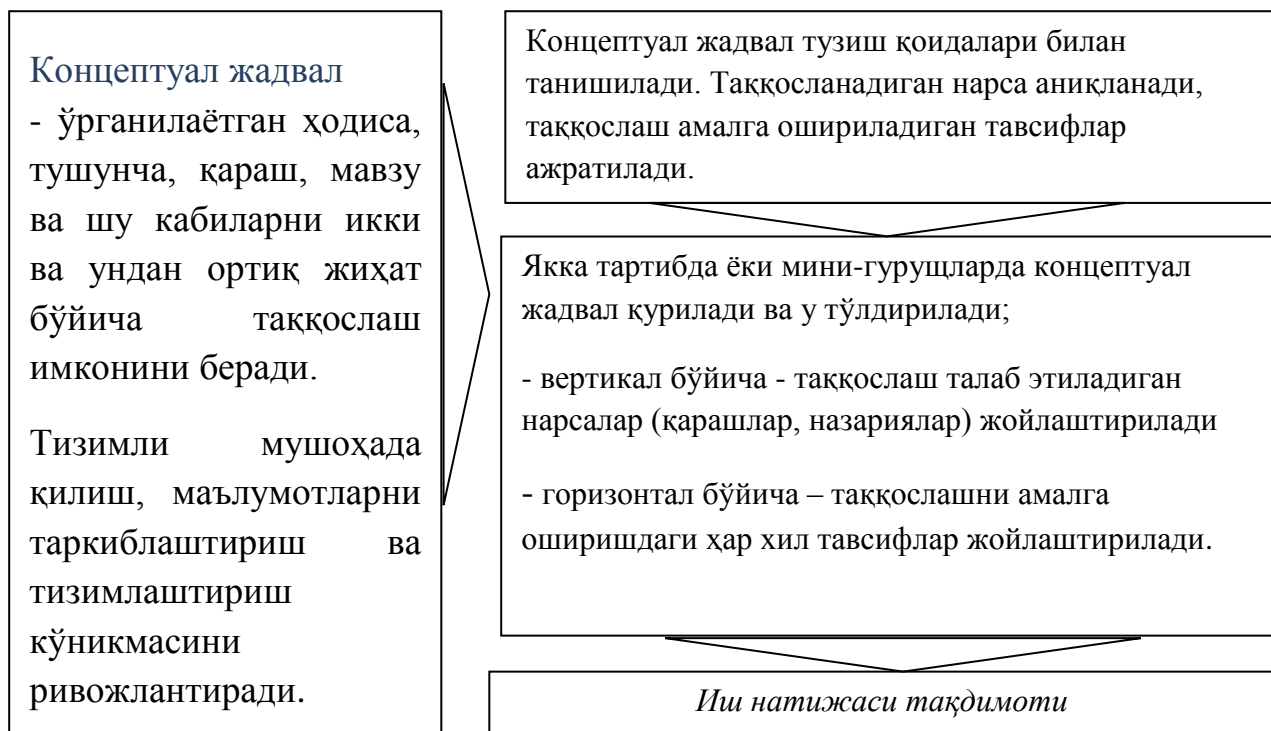 Концептуал жадвал
- ўрганилаётган ҳодиса,
тушунча, қараш, мавзу
ва шу кабиларни икки
ва ундан ортиқ жиҳат
бўйича таққослаш
имконини беради.
Тизимли мушоҳада
қилиш, маълумотларни
таркиблаштириш ва
тизимлаштириш
кўникмасини
ривожлантиради.
Концептуал жадвал тузиш қоидалари билан
танишилади. Таққосланадиган нарса аниқланади,
таққослаш амалга ошириладиган тавсифлар
ажратилади.
Якка тартибда ёки мини-гурущларда концептуал
жадвал қурилади ва у тўлдирилади;
- вертикал бўйича - таққослаш талаб этиладиган
нарсалар (қарашлар, назариялар) жойлаштирилади
- горизонтал бўйича – таққослашни амалга
оширишдаги ҳар хил тавсифлар жойлаштирилади.
Иш натижаси тақдимоти